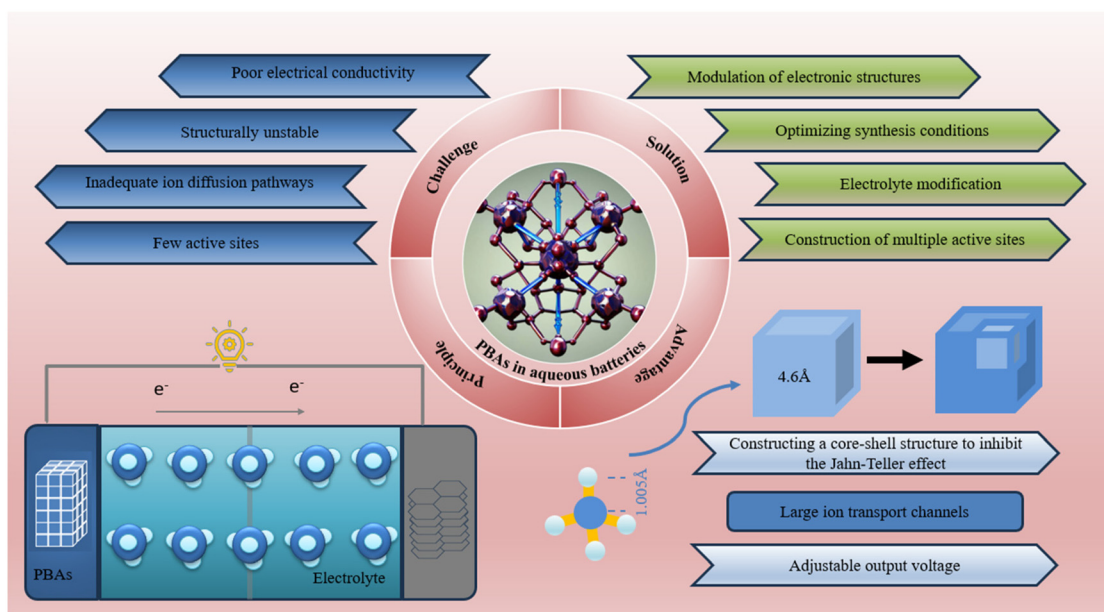 Poor electrical conductivity
Structurally unstable
Inadequate ion diffusion pathways
Few active sites
Challenge
Solution
Principle
Advantage
PBAs in aqueous batteries
Modulation of electronic structures
Optimizing synthesis conditions
Electrolyte modification
Construction of multiple active sites
e⁻
e⁻
PBAs
Electrolyte
1.005Å
4.6Å
Constructing a core-shell structure to inhibit
the Jahn-Teller effect
Large ion transport channels
Adjustable output voltage